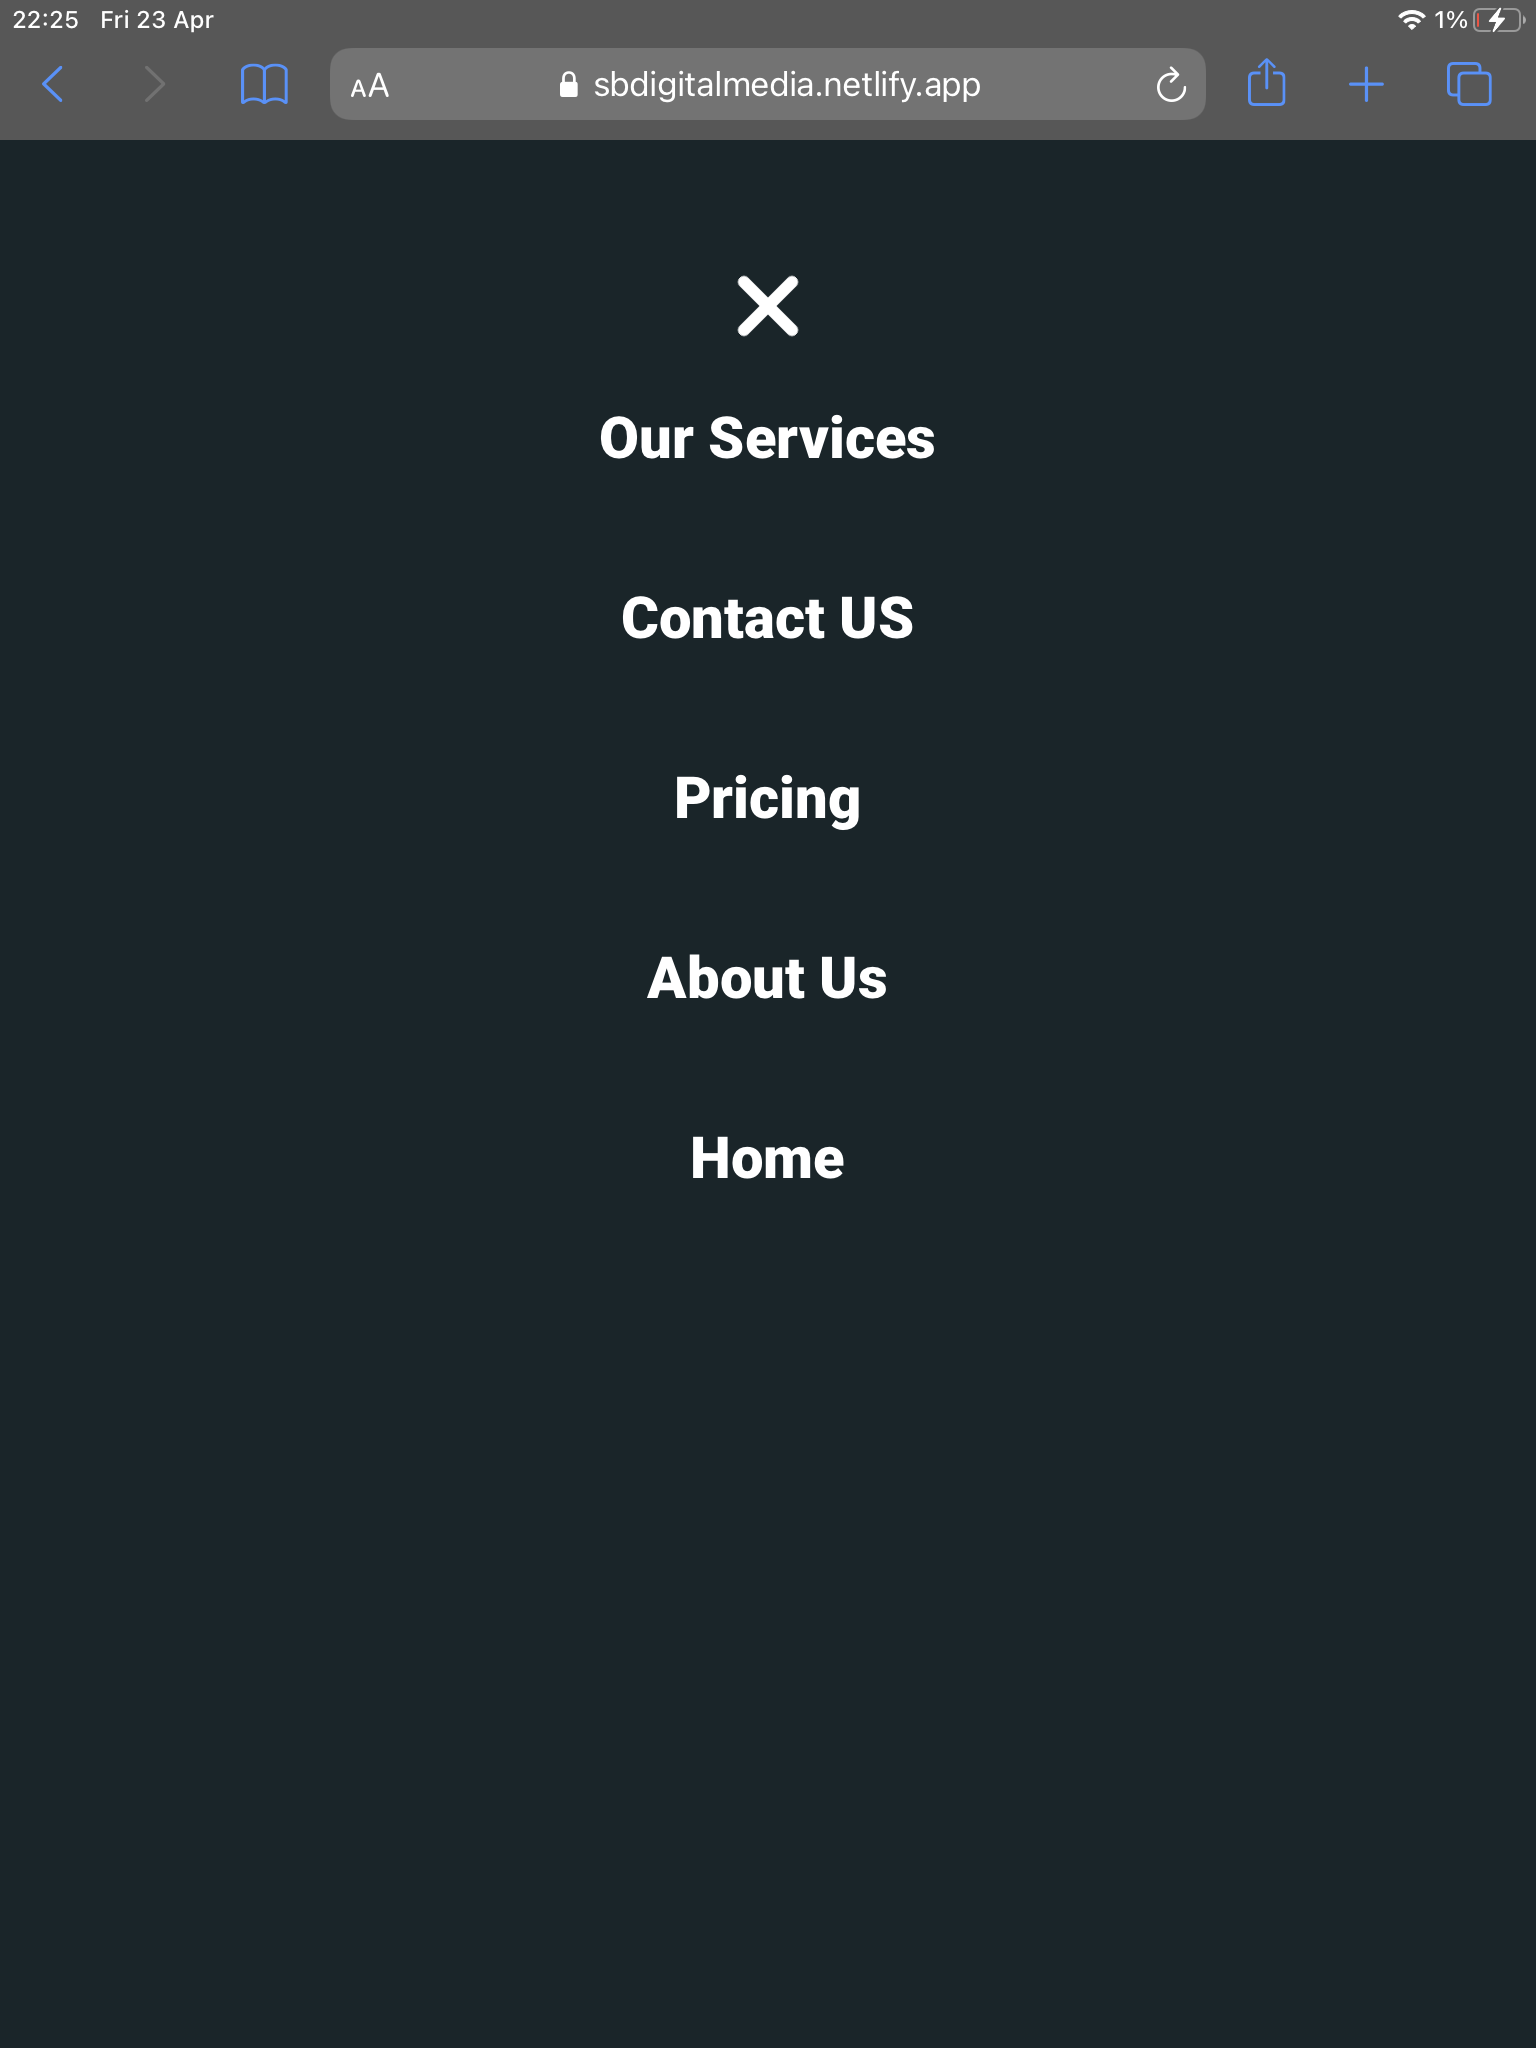 22:25 Fri 23 Apr 1%
AA sbdigitalmedia.netlify.app
Our Services
Contact US
Pricing
About Us
Home